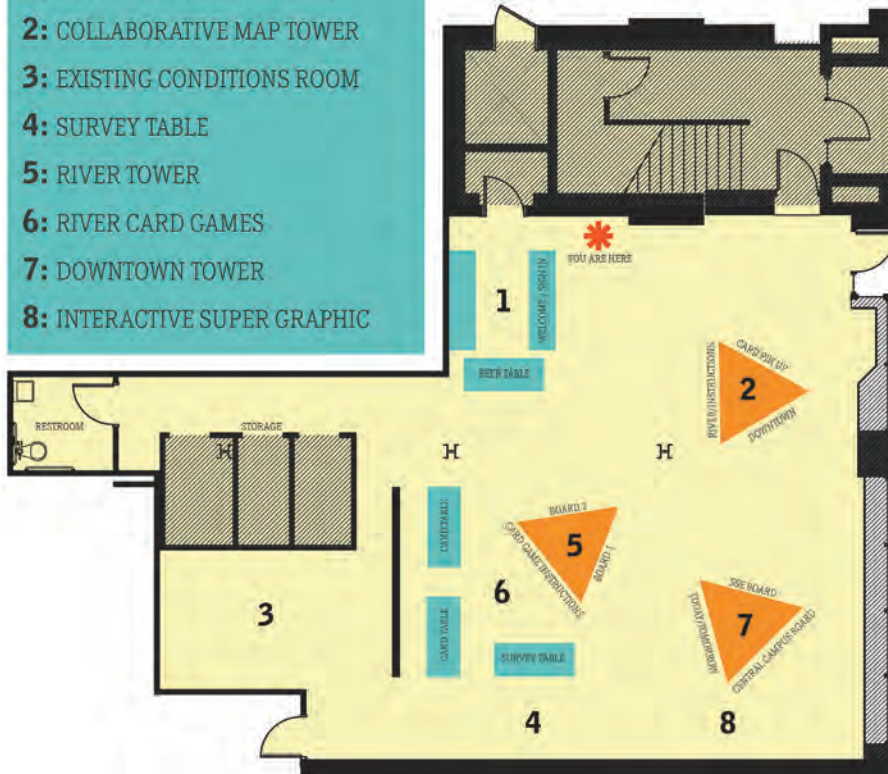 2: COLLABORATIVE MAP TOWER
3: EXISTING CONDITIONS ROOM
4: SURVEY TABLE
5: RIVER TOWER
6: RIVER CARD GAMES
7: DOWNTOWN TOWER
8: INTERACTIVE SUPER GRAPHIC
YOU ARE HERE
1
WELCOME / SIGN IN
BEER TABLE
CARD PIN UP
RIVER/INSTRUCTIONS
2
DOWNTOWN
RESTROOM
STORAGE
CARD TABLE
BOARD 2
5
BOARD 1
CARD GAME INSTRUCTIONS
6
3
CARD TABLE
SURVEY TABLE
SBE BOARD
TODAY/TOMORROW
7
CENTRAL CAMPUS BOARD
4
8